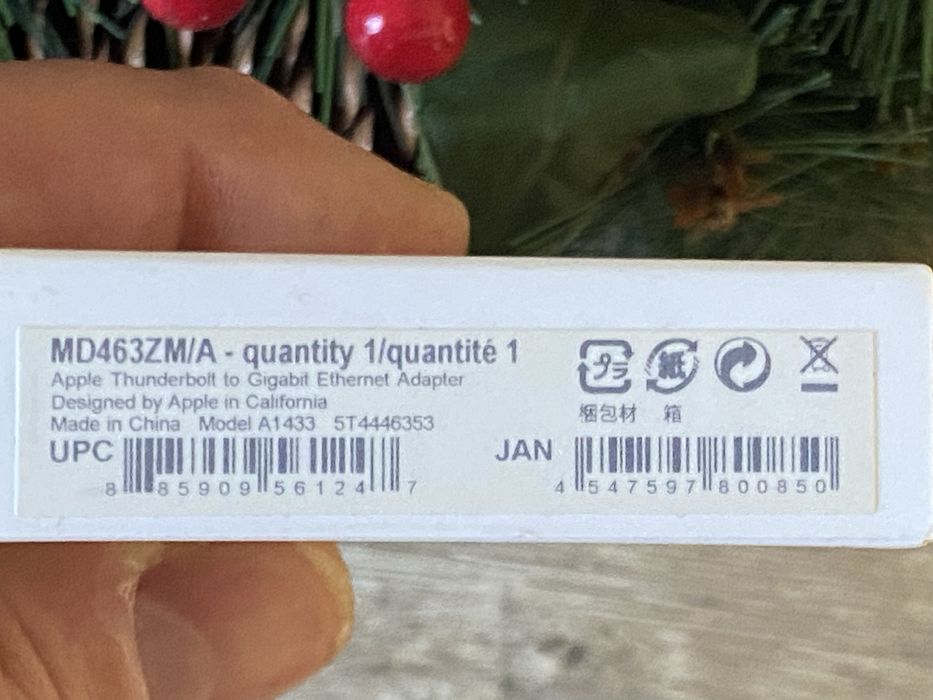 MD463ZM/A - quantity 1/quantité 1
Apple Thunderbolt to Gigabit Ethernet Adapter
Designed by Apple in California
Made in China Model A1433 5T4446353
プラ 紙
梱包材 箱
UPC
8 85909 56124 7
JAN
4 547597 800850